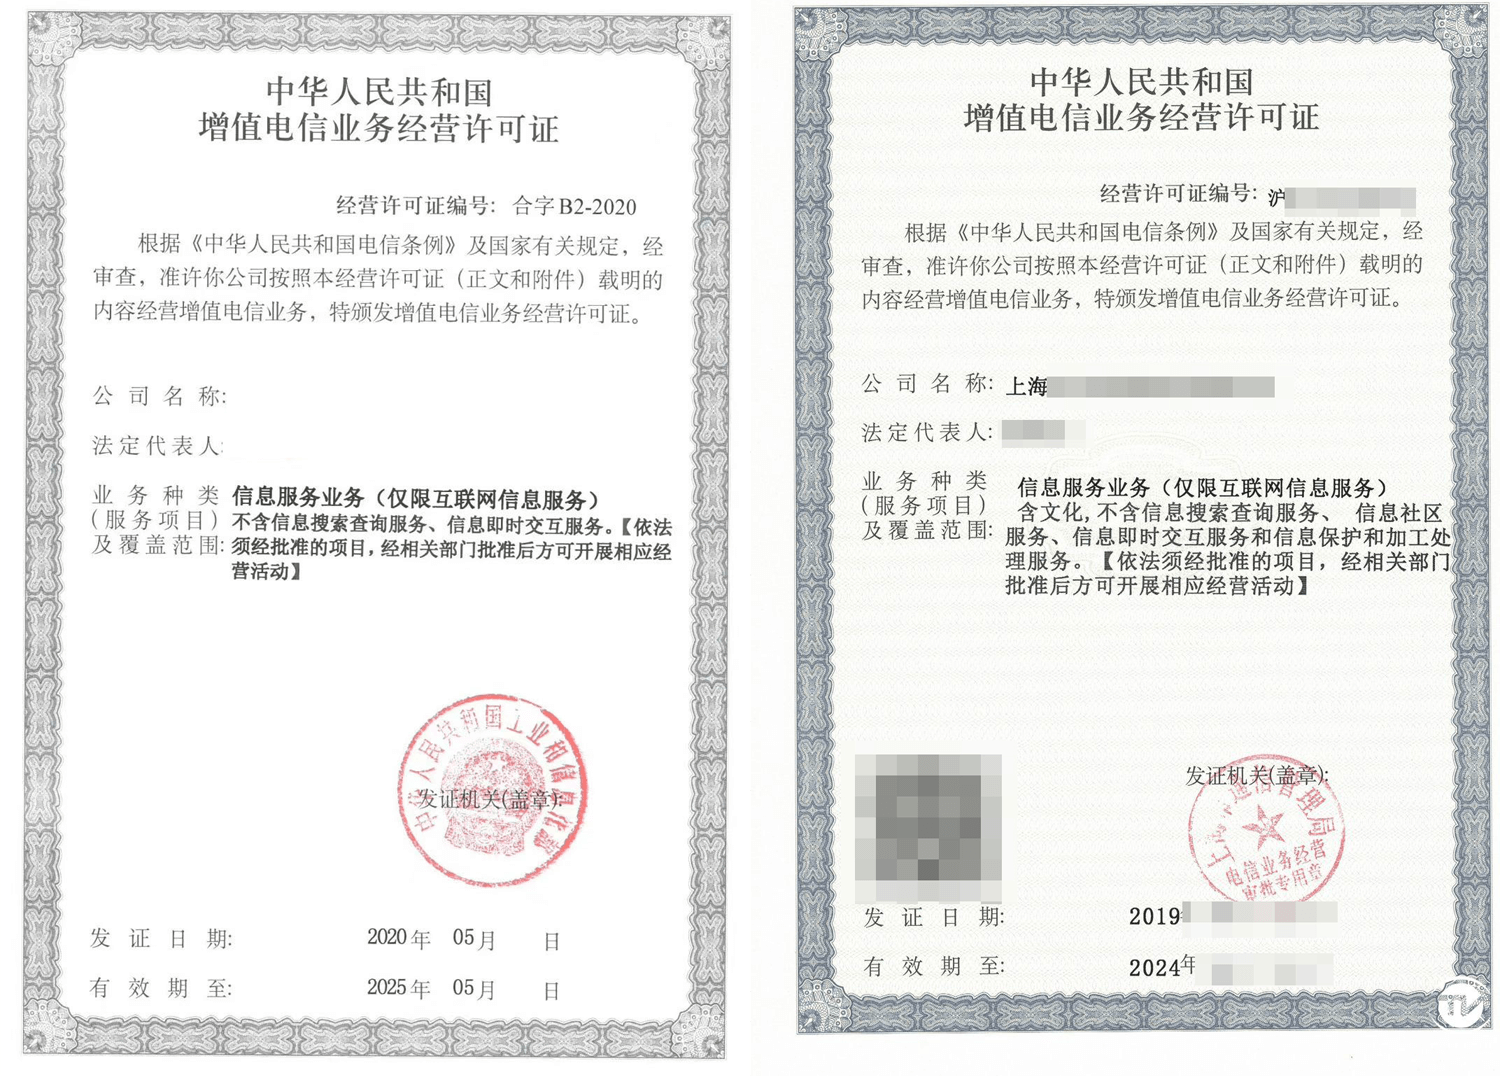 中华人民共和国
增值电信业务经营许可证
经营许可证编号: 合字B2-2020
根据《中华人民共和国电信条例》及国家有关规定，经
审查，准许你公司按照本经营许可证（正文和附件）载明的
内容经营增值电信业务，特颁发增值电信业务经营许可证。
公司名称:
法定代表人:
业务种类
(服务项目)
及覆盖范围:
信息服务业务（仅限互联网信息服务）
不含信息搜索查询服务、信息即时交互服务。【依法
须经批准的项目,经相关部门批准后方可开展相应经
营活动】
中华人民共和国工业和信息化部
发证机关(盖章):
发证日期: 2020年 05月 日
有效期至: 2025年 05月 日
中华人民共和国
增值电信业务经营许可证
经营许可证编号: 沪
根据《中华人民共和国电信条例》及国家有关规定，经
审查，准许你公司按照本经营许可证（正文和附件）载明的
内容经营增值电信业务，特颁发增值电信业务经营许可证。
公司名称: 上海
法定代表人:
业务种类
(服务项目)
及覆盖范围:
信息服务业务（仅限互联网信息服务）
含文化,不含信息搜索查询服务、 信息社区
服务、信息即时交互服务和信息保护和加工处
理服务。【依法须经批准的项目，经相关部门
批准后方可开展相应经营活动】
发证机关(盖章):
上海市通信管理局
电信业务经营
审批专用章
发证日期: 2019
有效期至: 2024年